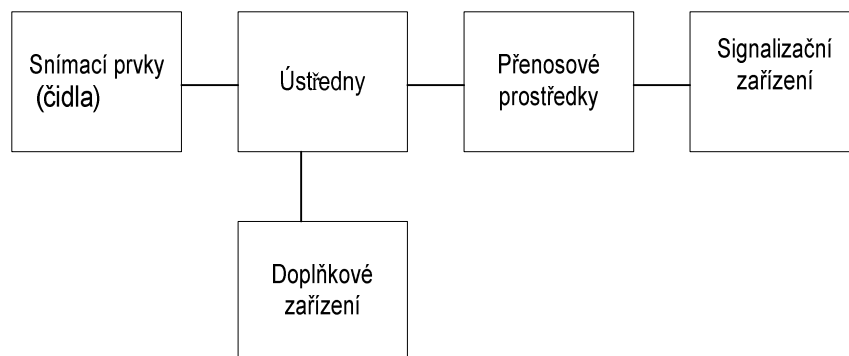 Snímací prvky
(čidla)
Ústředny
Přenosové
prostředky
Signalizační
zařízení
Doplňkové
zařízení